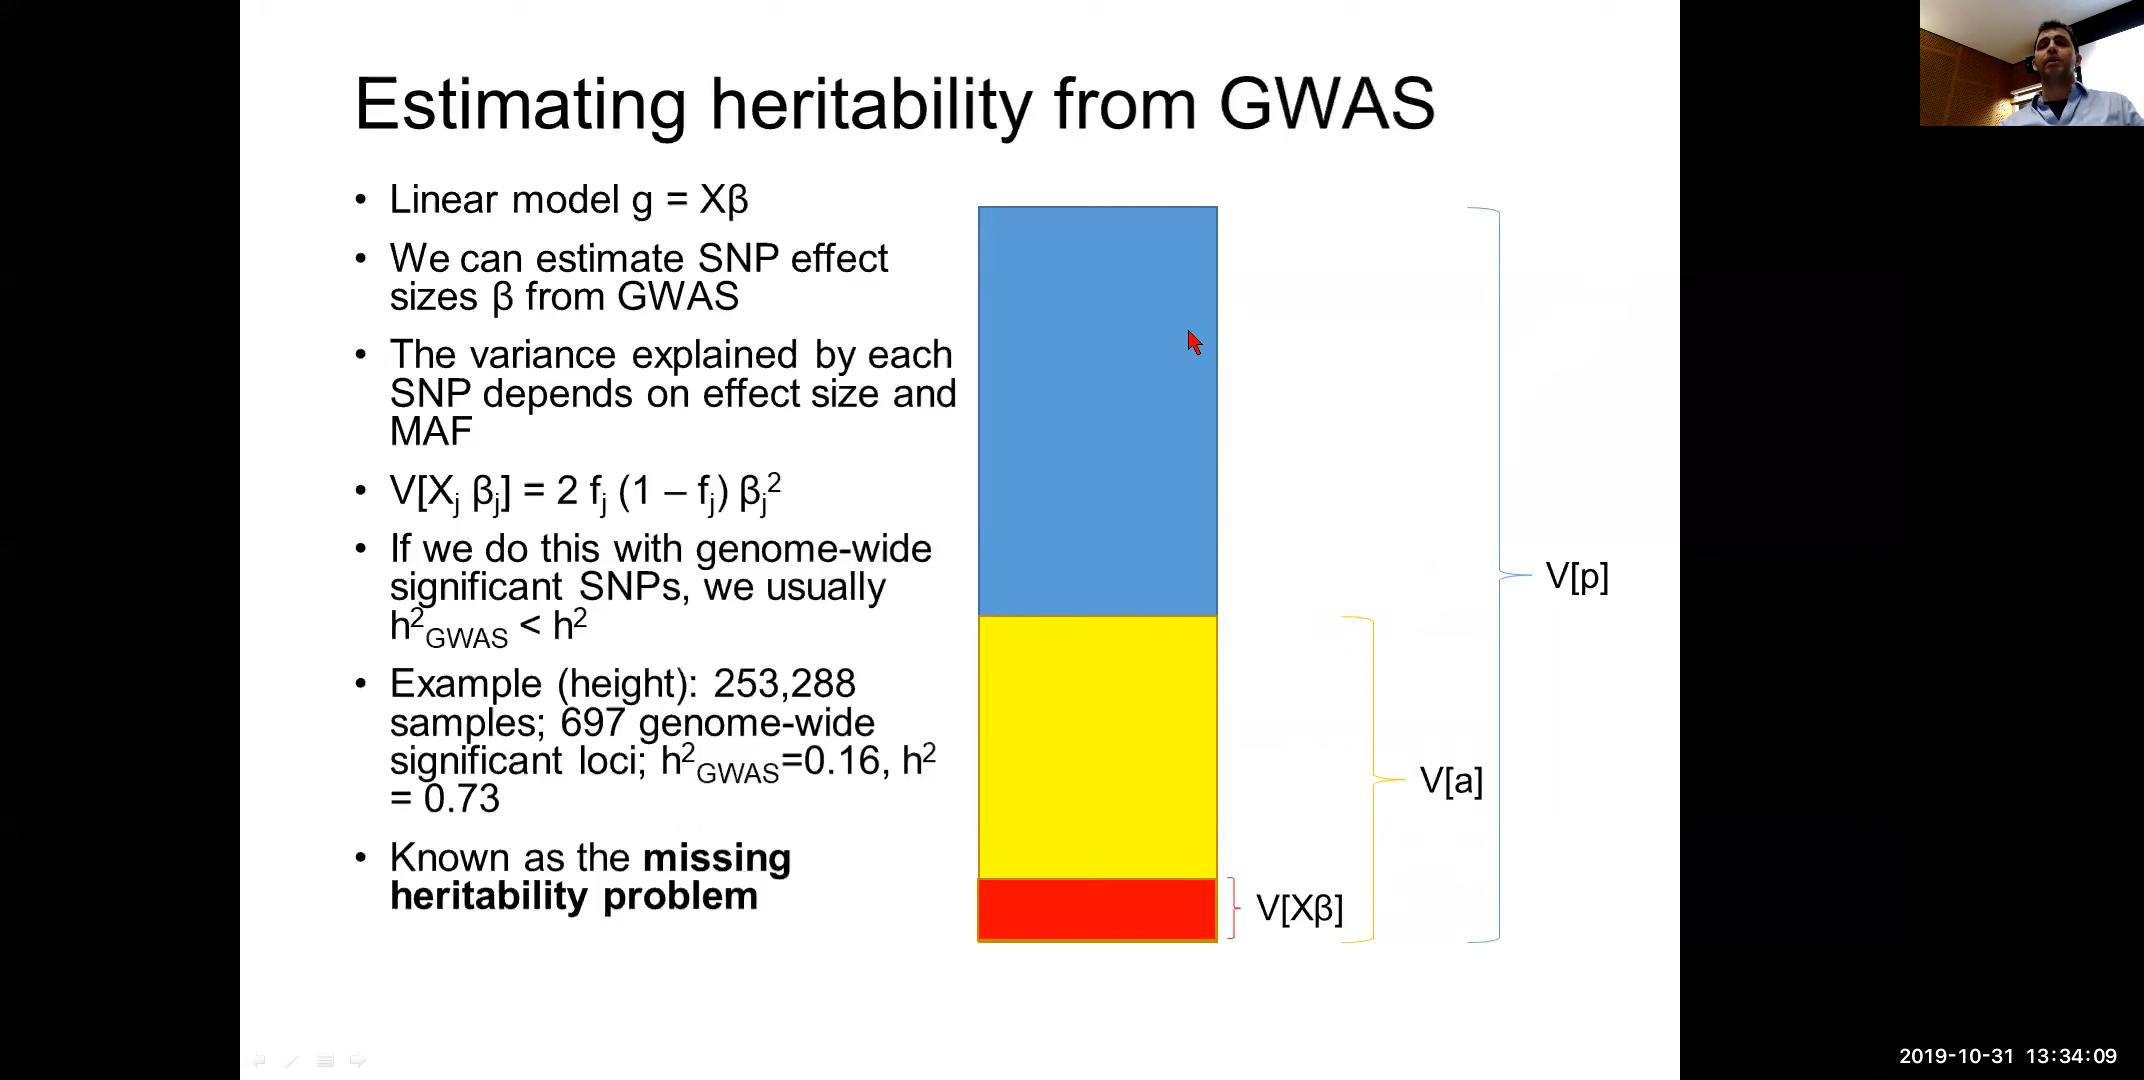 Estimating heritability from GWAS
• Linear model g = Xβ
• We can estimate SNP effect
sizes β from GWAS
• The variance explained by each
SNP depends on effect size and
MAF
• V[Xⱼ βⱼ] = 2 fⱼ (1 – fⱼ) βⱼ²
• If we do this with genome-wide
significant SNPs, we usually
h²GWAS < h²
• Example (height): 253,288
samples; 697 genome-wide
significant loci; h²GWAS=0.16, h²
= 0.73
• Known as the missing
heritability problem
V[p]
V[a]
V[Xβ]
2019-10-31 13:34:09